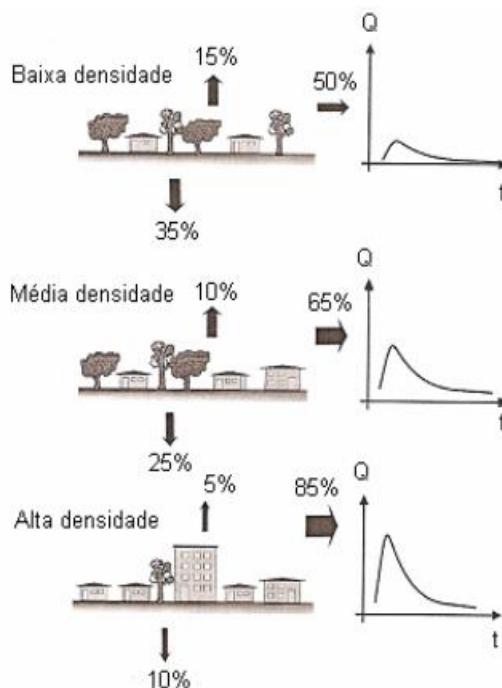 Q
15%
Baixa densidade
50%
t
35%
Q
Média densidade
10%
65%
t
25%
Q
5%
85%
Alta densidade
t
10%